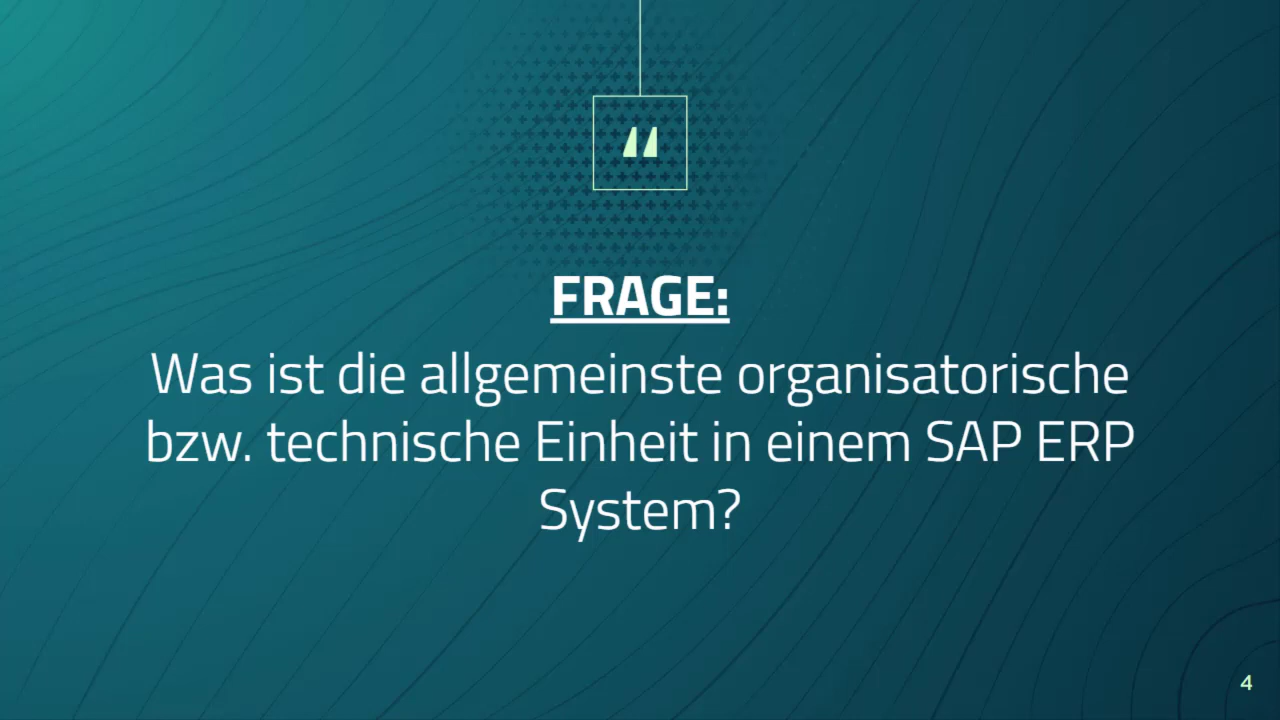 “
FRAGE:
Was ist die allgemeinste organisatorische
bzw. technische Einheit in einem SAP ERP
System?
4